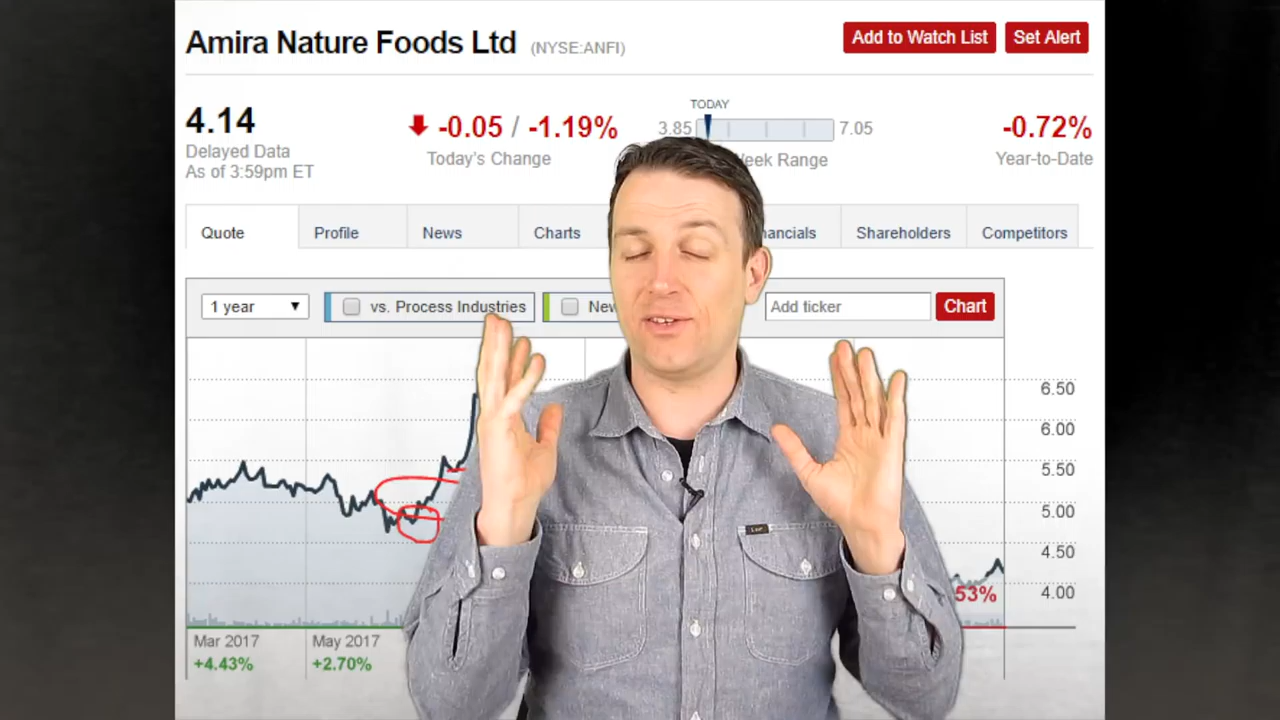 Amira Nature Foods Ltd (NYSE:ANFI)
Add to Watch List
Set Alert
4.14
Delayed Data
As of 3:59pm ET
-0.05 / -1.19%
Today's Change
TODAY
3.85
7.05
Week Range
-0.72%
Year-to-Date
Quote
Profile
News
Charts
Shareholders
Competitors
1 year
vs. Process Industries
Add ticker
Chart
6.50
6.00
5.50
5.00
4.50
4.00
53%
Mar 2017
May 2017
+4.43%
+2.70%